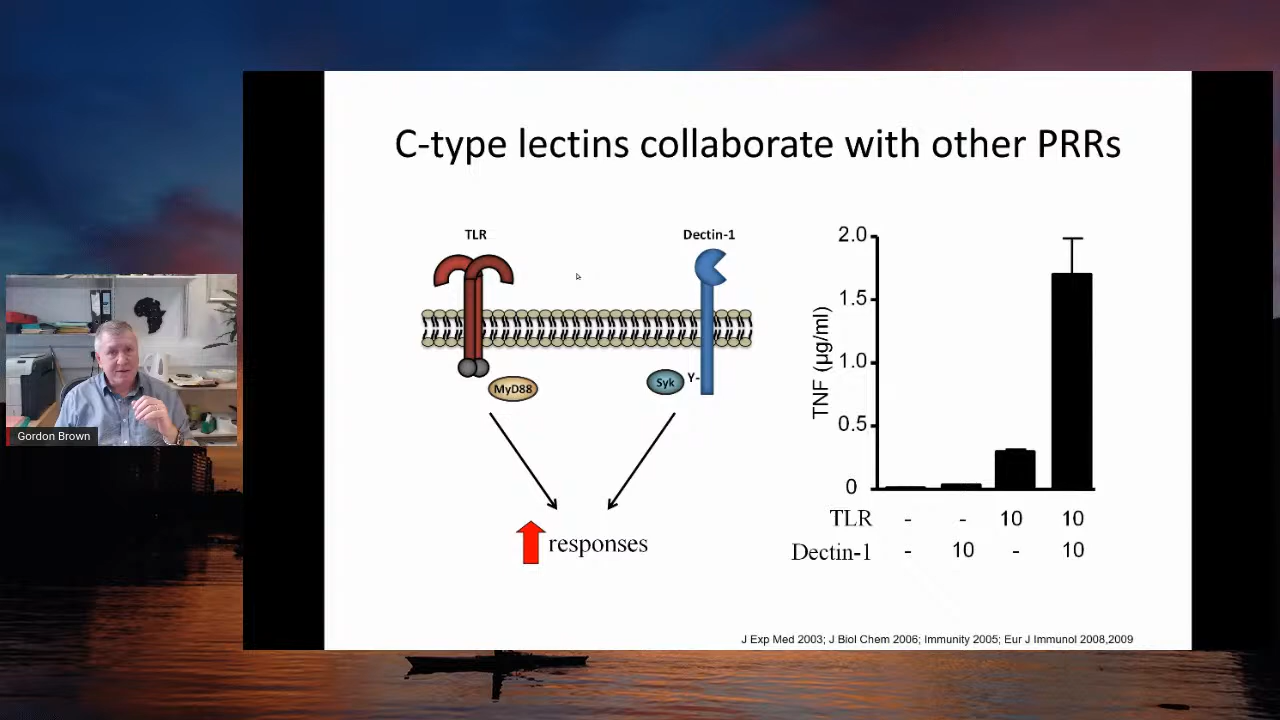 C-type lectins collaborate with other PRRs
TLR
Dectin-1
MyD88
Syk
Y-
responses
2.0
1.5
1.0
0.5
0
TNF (µg/ml)
TLR - - 10 10
Dectin-1 - 10 - 10
J Exp Med 2003; J Biol Chem 2006; Immunity 2005; Eur J Immunol 2008,2009
Gordon Brown